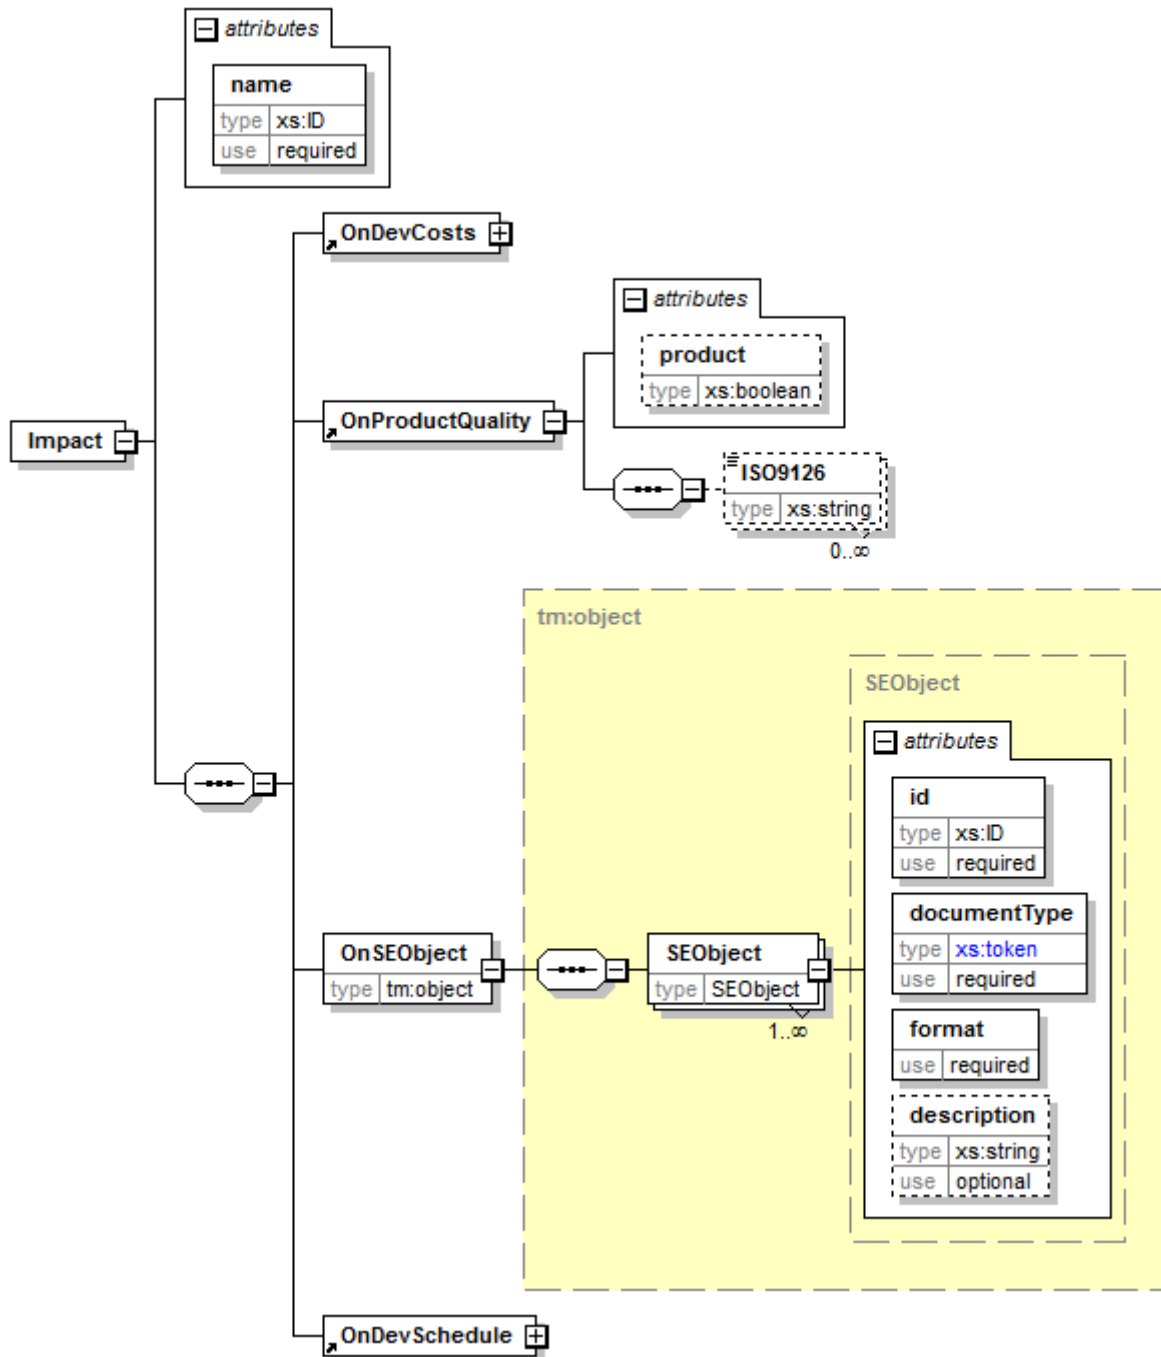 attributes
name
type xs:ID
use required
OnDevCosts
attributes
product
type xs:boolean
OnProductQuality
Impact
ISO9126
type xs:string
0..∞
tm:object
SEObject
attributes
id
type xs:ID
use required
documentType
type xs:token
use required
OnSEObject
type tm:object
SEObject
type SEObject
1..∞
format
use required
description
type xs:string
use optional
OnDevSchedule